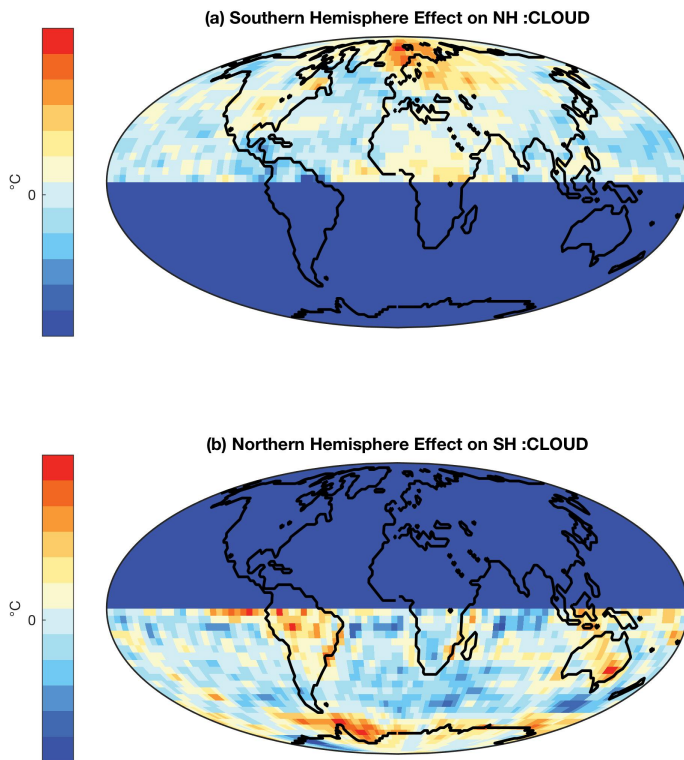 (a) Southern Hemisphere Effect on NH :CLOUD
°C
0
(b) Northern Hemisphere Effect on SH :CLOUD
°C
0